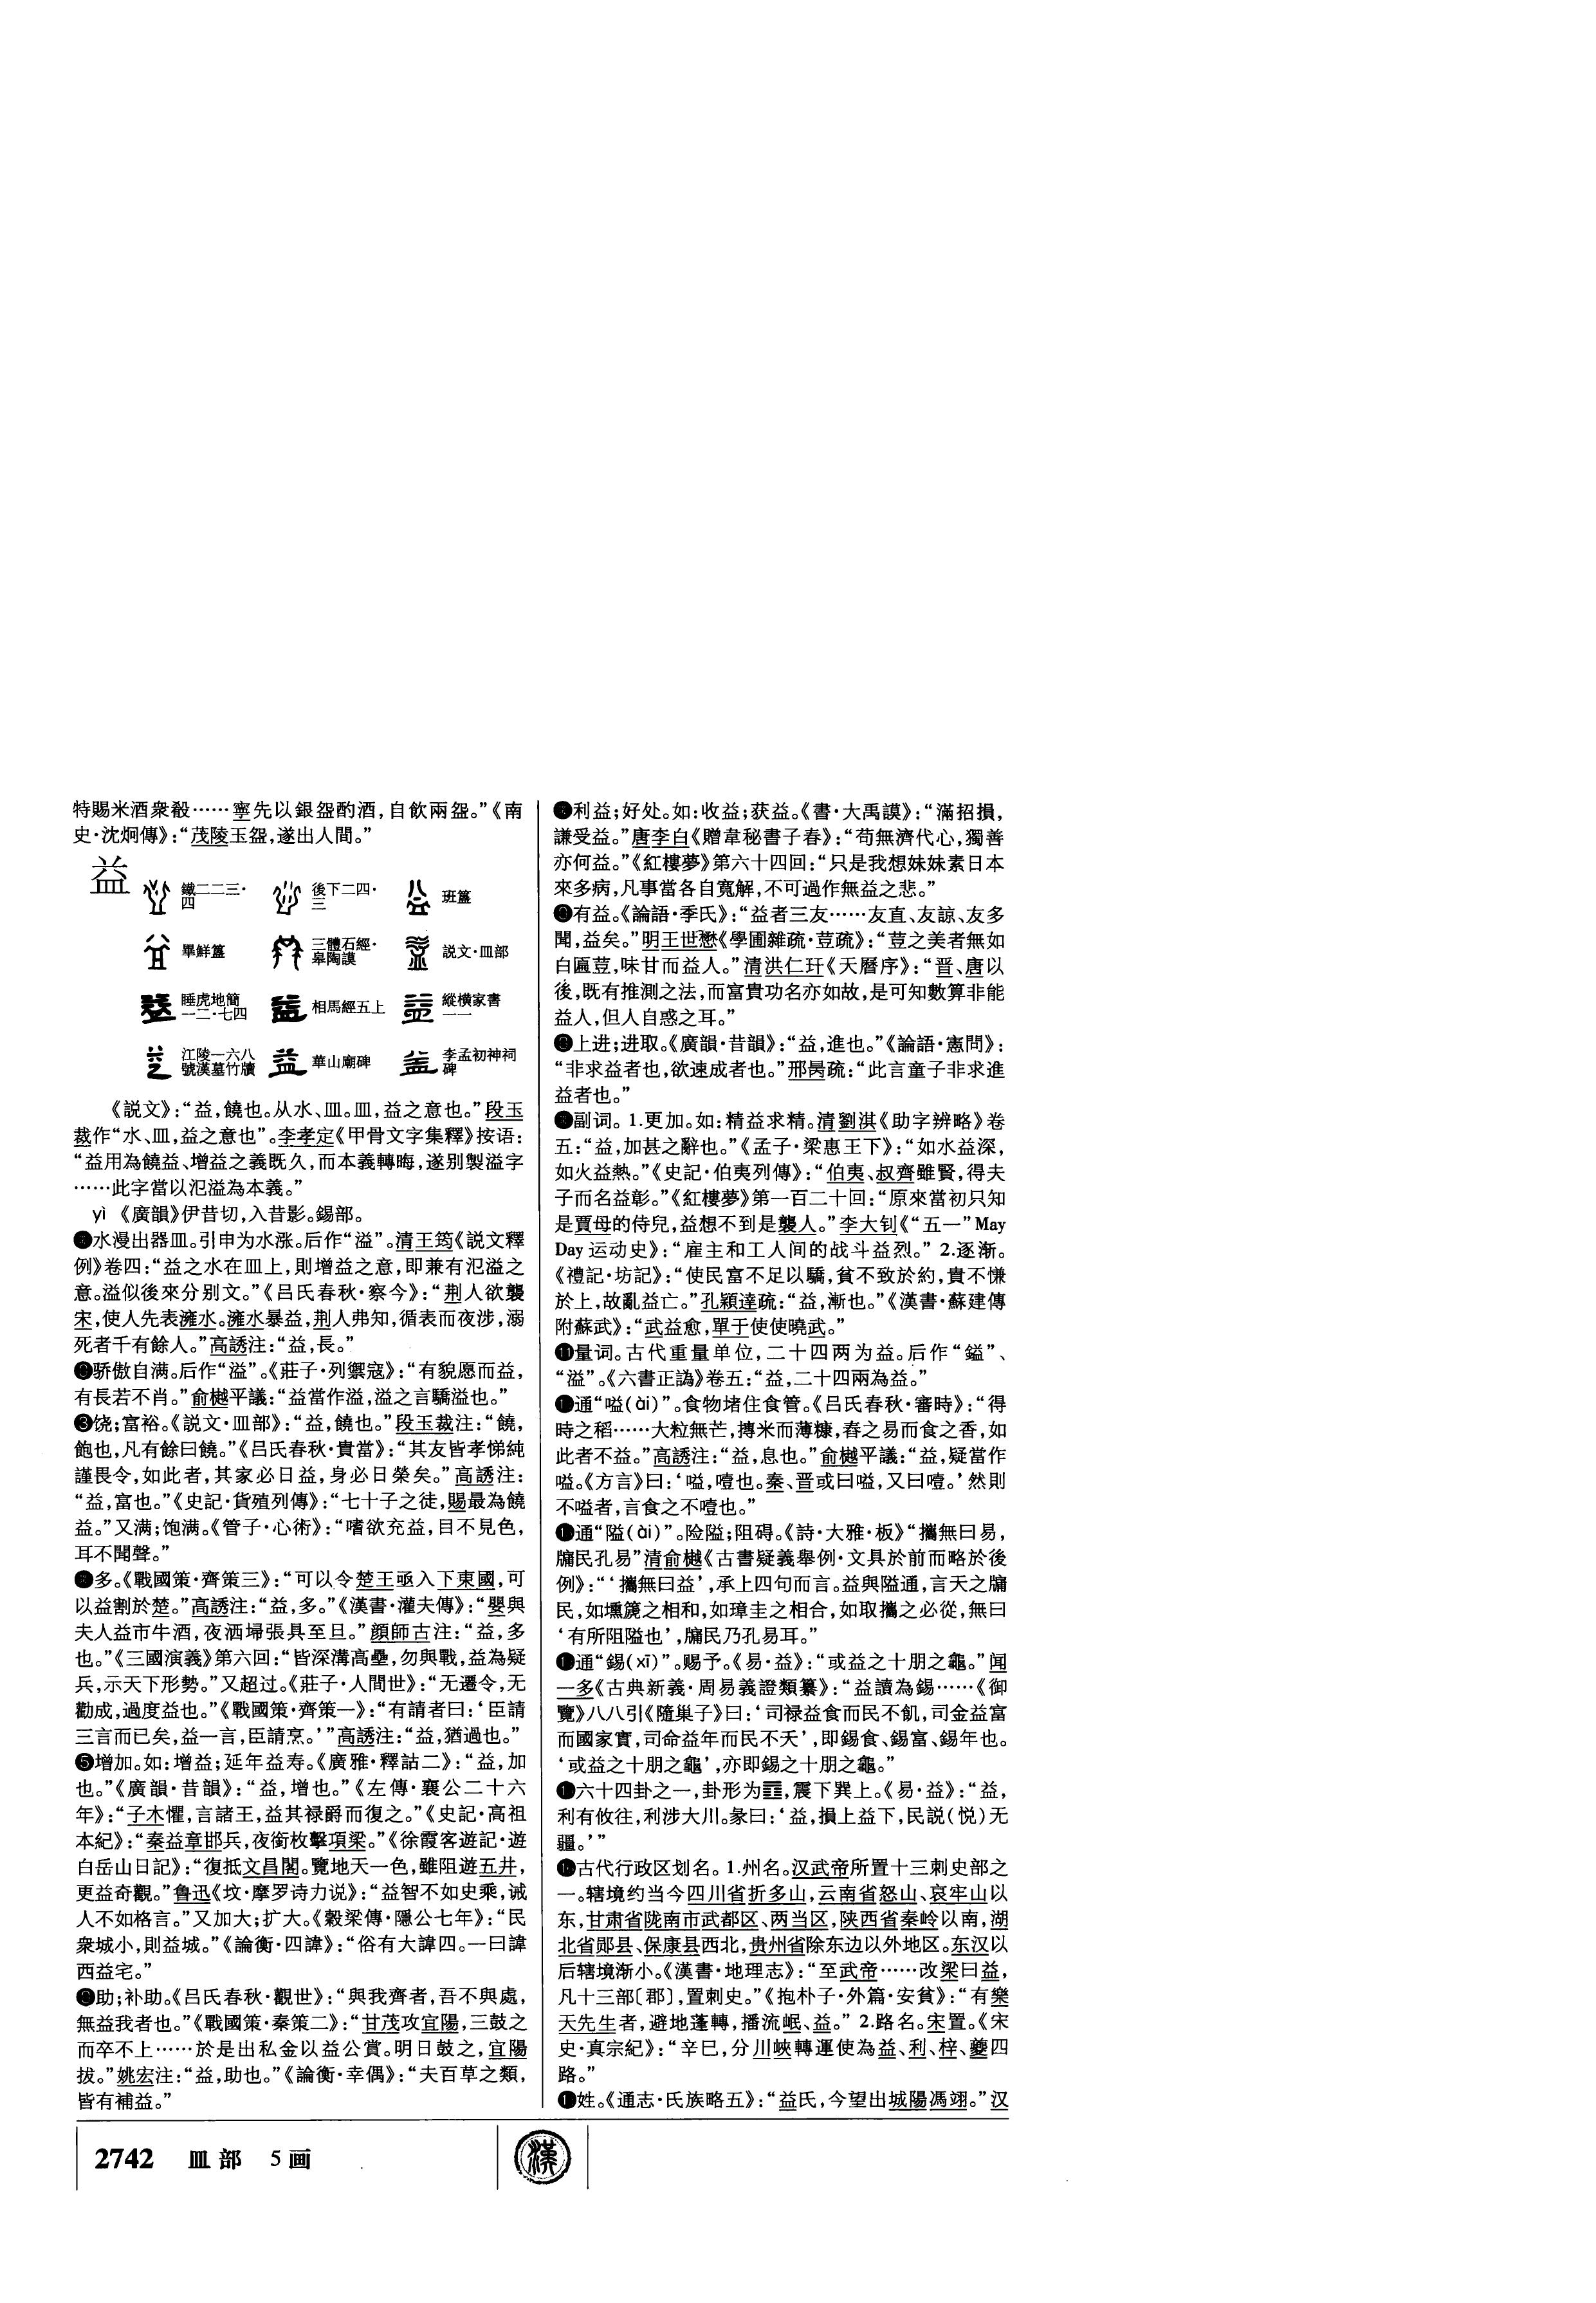 特賜米酒衆殽……寧先以銀盌酌酒，自飲兩盌。”《南
史·沈炯傳》：“茂陵玉盌，遂出人間。”
益
鐵二二三·四
後下二四·三
班簋
畢鮮簋
三體石經·臯陶謨
説文·皿部
睡虎地簡一二·七四
相馬經五上
縱横家書一一
江陵一六八號漢墓竹牘
華山廟碑
李孟初神祠碑
《説文》：“益，饒也。从水、皿。皿，益之意也。”段玉
裁作“水、皿，益之意也”。李孝定《甲骨文字集釋》按语：
“益用為饒益、增益之義既久，而本義轉晦，遂别製溢字
……此字當以氾溢為本義。”
yì 《廣韻》伊昔切，入昔影。錫部。
水漫出器皿。引申为水涨。后作“溢”。清王筠《説文釋
例》卷四：“益之水在皿上，則增益之意，即兼有氾溢之
意。溢似後來分别文。”《吕氏春秋·察今》：“荆人欲襲
宋，使人先表澭水。澭水暴益，荆人弗知，循表而夜涉，溺
死者千有餘人。”高誘注：“益，長。”
骄傲自满。后作“溢”。《莊子·列禦寇》：“有貌愿而益，
有長若不肖。”俞樾平議：“益當作溢，溢之言驕溢也。”
❸饶；富裕。《説文·皿部》：“益，饒也。”段玉裁注：“饒，
飽也，凡有餘曰饒。”《吕氏春秋·貴當》：“其友皆孝悌純
謹畏令，如此者，其家必日益，身必日榮矣。”高誘注：
“益，富也。”《史記·貨殖列傳》：“七十子之徒，賜最為饒
益。”又满；饱满。《管子·心術》：“嗜欲充益，目不見色，
耳不聞聲。”
多。《戰國策·齊策三》：“可以令楚王亟入下東國，可
以益割於楚。”高誘注：“益，多。”《漢書·灌夫傳》：“嬰與
夫人益市牛酒，夜洒埽張具至旦。”顔師古注：“益，多
也。”《三國演義》第六回：“皆深溝高壘，勿與戰，益為疑
兵，示天下形勢。”又超过。《莊子·人間世》：“无遷令，无
勸成，過度益也。”《戰國策·齊策一》：“有請者曰：‘臣請
三言而已矣，益一言，臣請烹。’”高誘注：“益，猶過也。”
❺增加。如：增益；延年益寿。《廣雅·釋詁二》：“益，加
也。”《廣韻·昔韻》：“益，增也。”《左傳·襄公二十六
年》：“子木懼，言諸王，益其禄爵而復之。”《史記·高祖
本紀》：“秦益章邯兵，夜銜枚擊項梁。”《徐霞客遊記·遊
白岳山日記》：“復抵文昌閣。覽地天一色，雖阻遊五井，
更益奇觀。”鲁迅《坟·摩罗诗力说》：“益智不如史乘，诫
人不如格言。”又加大；扩大。《穀梁傳·隱公七年》：“民
衆城小，則益城。”《論衡·四諱》：“俗有大諱四。一曰諱
西益宅。”
助；补助。《吕氏春秋·觀世》：“與我齊者，吾不與處，
無益我者也。”《戰國策·秦策二》：“甘茂攻宜陽，三鼓之
而卒不上……於是出私金以益公賞。明日鼓之，宜陽
拔。”姚宏注：“益，助也。”《論衡·幸偶》：“夫百草之類，
皆有補益。”
利益；好处。如：收益；获益。《書·大禹謨》：“滿招損，
謙受益。”唐李白《贈韋秘書子春》：“苟無濟代心，獨善
亦何益。”《紅樓夢》第六十四回：“只是我想妹妹素日本
來多病，凡事當各自寬解，不可過作無益之悲。”
有益。《論語·季氏》：“益者三友……友直、友諒、友多
聞，益矣。”明王世懋《學圃雜疏·荳疏》：“荳之美者無如
白匾荳，味甘而益人。”清洪仁玕《天曆序》：“晋、唐以
後，既有推測之法，而富貴功名亦如故，是可知數算非能
益人，但人自惑之耳。”
上进；进取。《廣韻·昔韻》：“益，進也。”《論語·憲問》：
“非求益者也，欲速成者也。”邢昺疏：“此言童子非求進
益者也。”
副词。1.更加。如：精益求精。清劉淇《助字辨略》卷
五：“益，加甚之辭也。”《孟子·梁惠王下》：“如水益深，
如火益熱。”《史記·伯夷列傳》：“伯夷、叔齊雖賢，得夫
子而名益彰。”《紅樓夢》第一百二十回：“原來當初只知
是賈母的侍兒，益想不到是襲人。”李大钊《“五一”May
Day 运动史》：“雇主和工人间的战斗益烈。”2.逐渐。
《禮記·坊記》：“使民富不足以驕，貧不致於約，貴不慊
於上，故亂益亡。”孔穎達疏：“益，漸也。”《漢書·蘇建傳
附蘇武》：“武益愈，單于使使曉武。”
⓫量词。古代重量单位，二十四两为益。后作“鎰”、
“溢”。《六書正譌》卷五：“益，二十四兩為益。”
通“嗌（ài）”。食物堵住食管。《吕氏春秋·審時》：“得
時之稻……大粒無芒，摶米而薄糠，舂之易而食之香，如
此者不益。”高誘注：“益，息也。”俞樾平議：“益，疑當作
嗌。《方言》曰：‘嗌，噎也。秦、晋或曰嗌，又曰噎。’然則
不嗌者，言食之不噎也。”
通“隘（ài）”。险隘；阻碍。《詩·大雅·板》“攜無曰易，
牖民孔易”清俞樾《古書疑義舉例·文具於前而略於後
例》：“‘攜無曰益’，承上四句而言。益與隘通，言天之牖
民，如壎篪之相和，如璋圭之相合，如取攜之必從，無曰
‘有所阻隘也’，牖民乃孔易耳。”
通“錫（xī）”。赐予。《易·益》：“或益之十朋之龜。”闻
一多《古典新義·周易義證類纂》：“益讀為錫……《御
覽》八八引《隨巢子》曰：‘司禄益食而民不飢，司金益富
而國家實，司命益年而民不夭’，即錫食、錫富、錫年也。
‘或益之十朋之龜’，亦即錫之十朋之龜。”
六十四卦之一，卦形为䷩，震下巽上。《易·益》：“益，
利有攸往，利涉大川。彖曰：‘益，損上益下，民説（悦）无
疆。’”
古代行政区划名。1.州名。汉武帝所置十三刺史部之
一。辖境约当今四川省折多山，云南省怒山、哀牢山以
东，甘肃省陇南市武都区、两当区，陕西省秦岭以南，湖
北省郧县、保康县西北，贵州省除东边以外地区。东汉以
后辖境渐小。《漢書·地理志》：“至武帝……改梁曰益，
凡十三部〔郡〕，置刺史。”《抱朴子·外篇·安貧》：“有樂
天先生者，避地蓬轉，播流岷、益。”2.路名。宋置。《宋
史·真宗紀》：“辛巳，分川峽轉運使為益、利、梓、夔四
路。”
姓。《通志·氏族略五》：“益氏，今望出城陽馮翊。”汉
2742 皿部 5画
漢